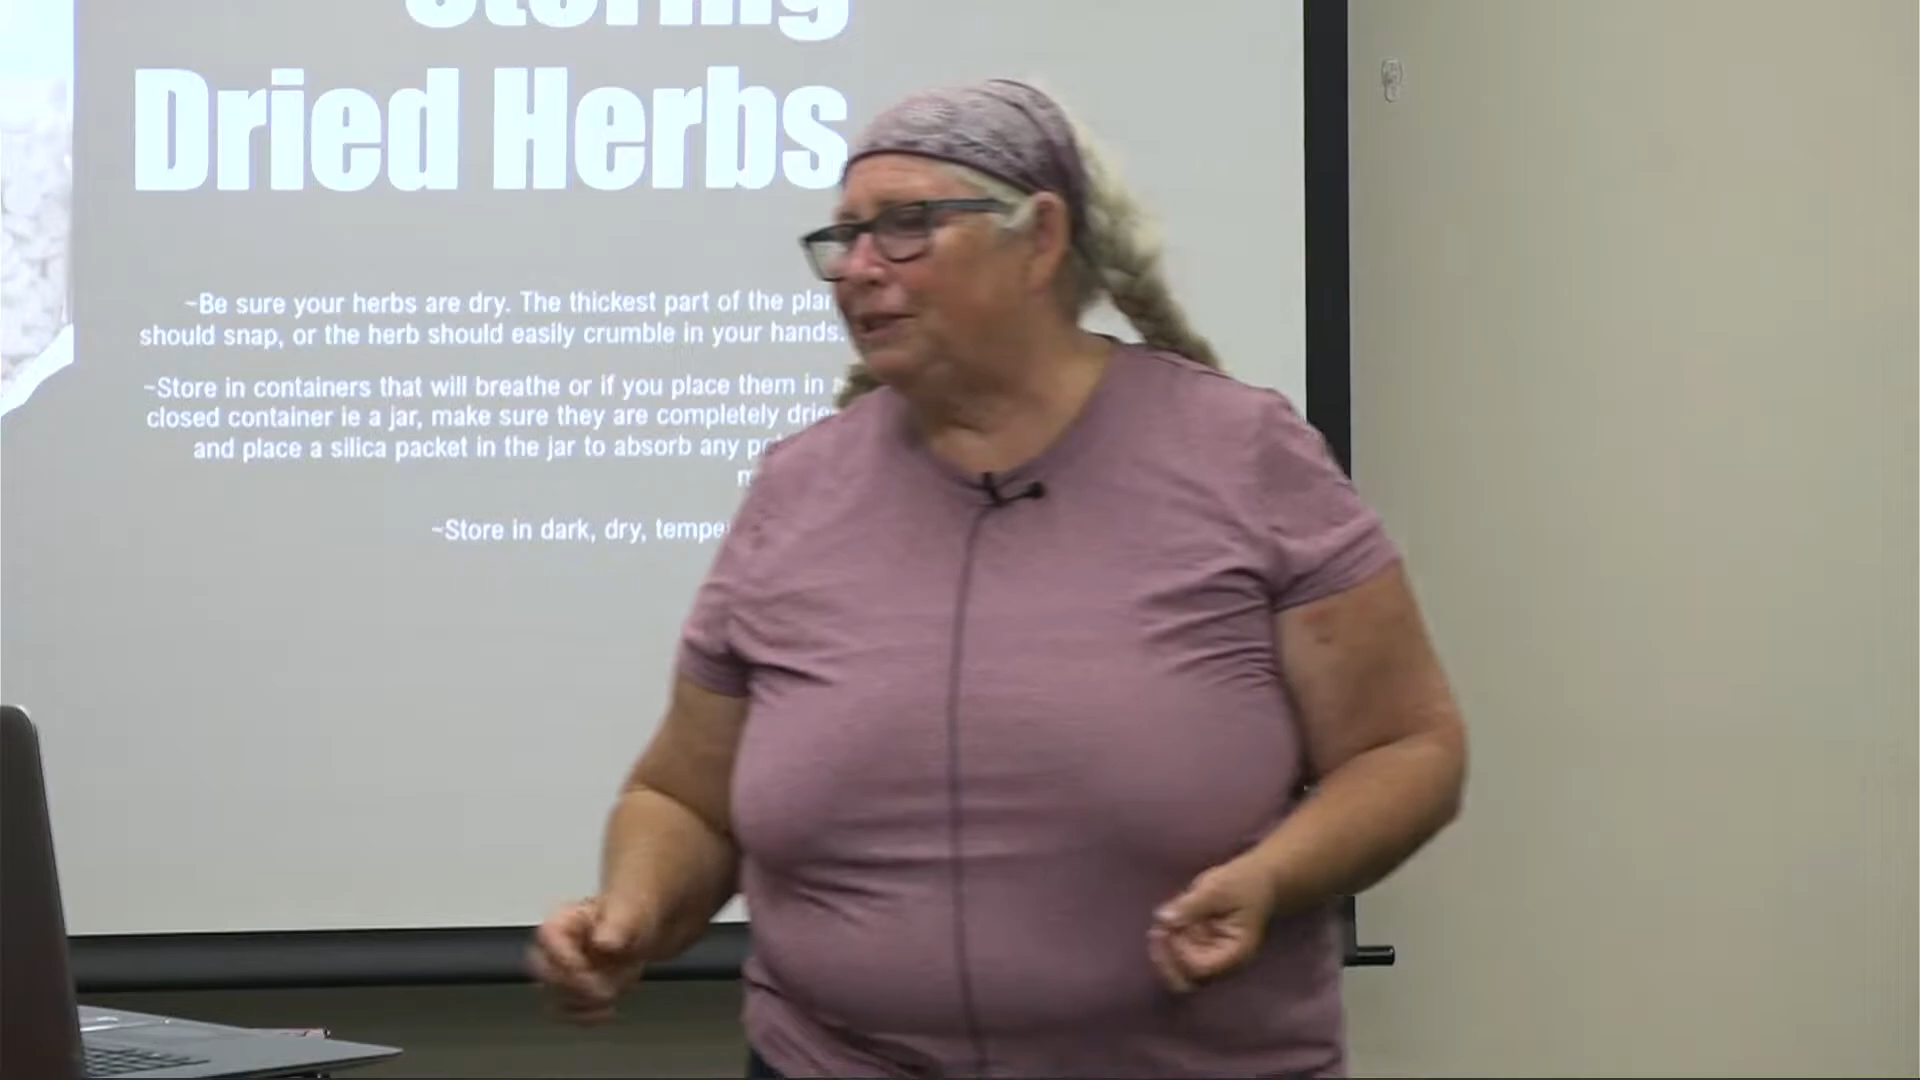 Storing
Dried Herbs
~Be sure your herbs are dry. The thickest part of the
should snap, or the herb should easily crumble in your hands.
~Store in containers that will breathe or if you place them in
closed container ie a jar, make sure they are completely
and place a silica packet in the jar to absorb any
~Store in dark, dry,